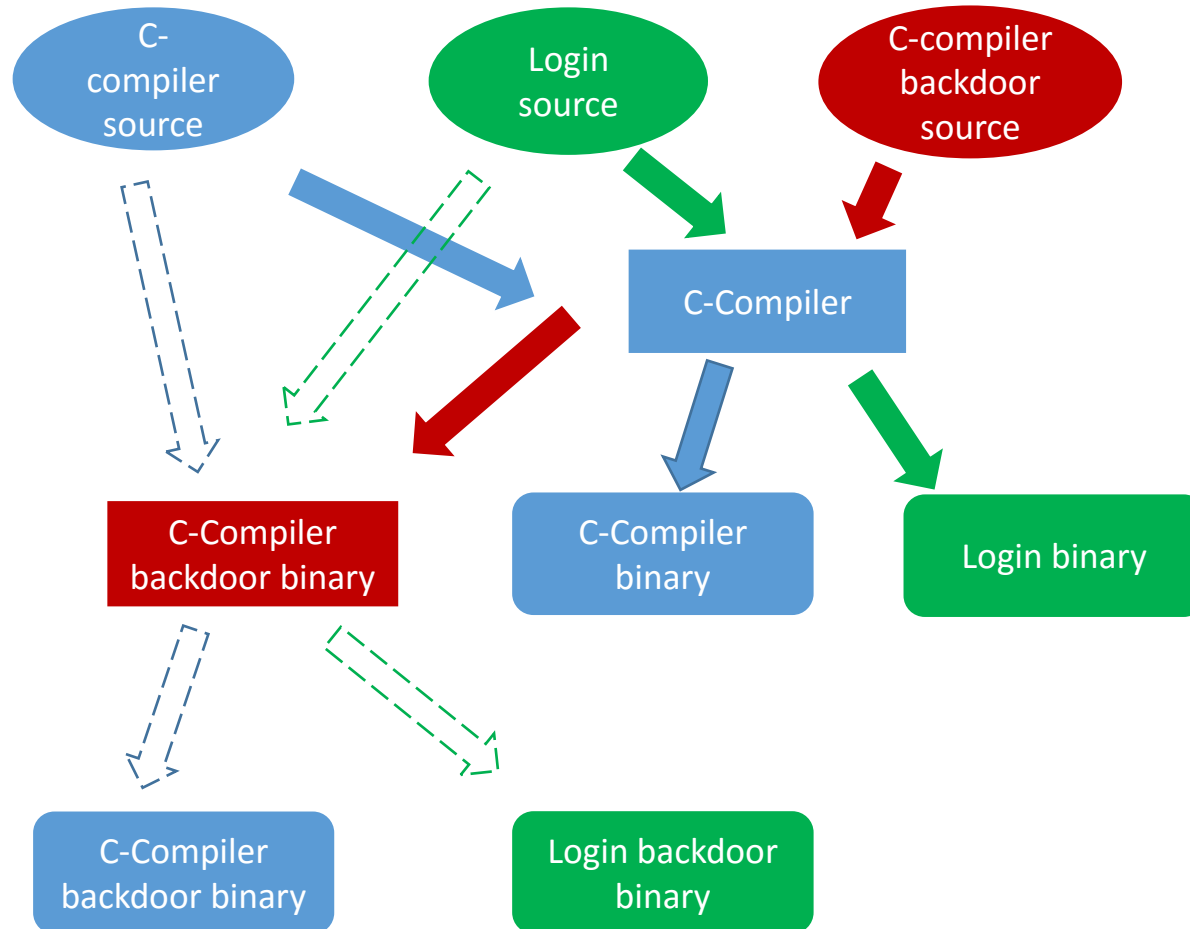 C-
compiler
source
Login
source
C-compiler
backdoor
source
C-Compiler
C-Compiler
backdoor binary
C-Compiler
binary
Login binary
C-Compiler
backdoor binary
Login backdoor
binary